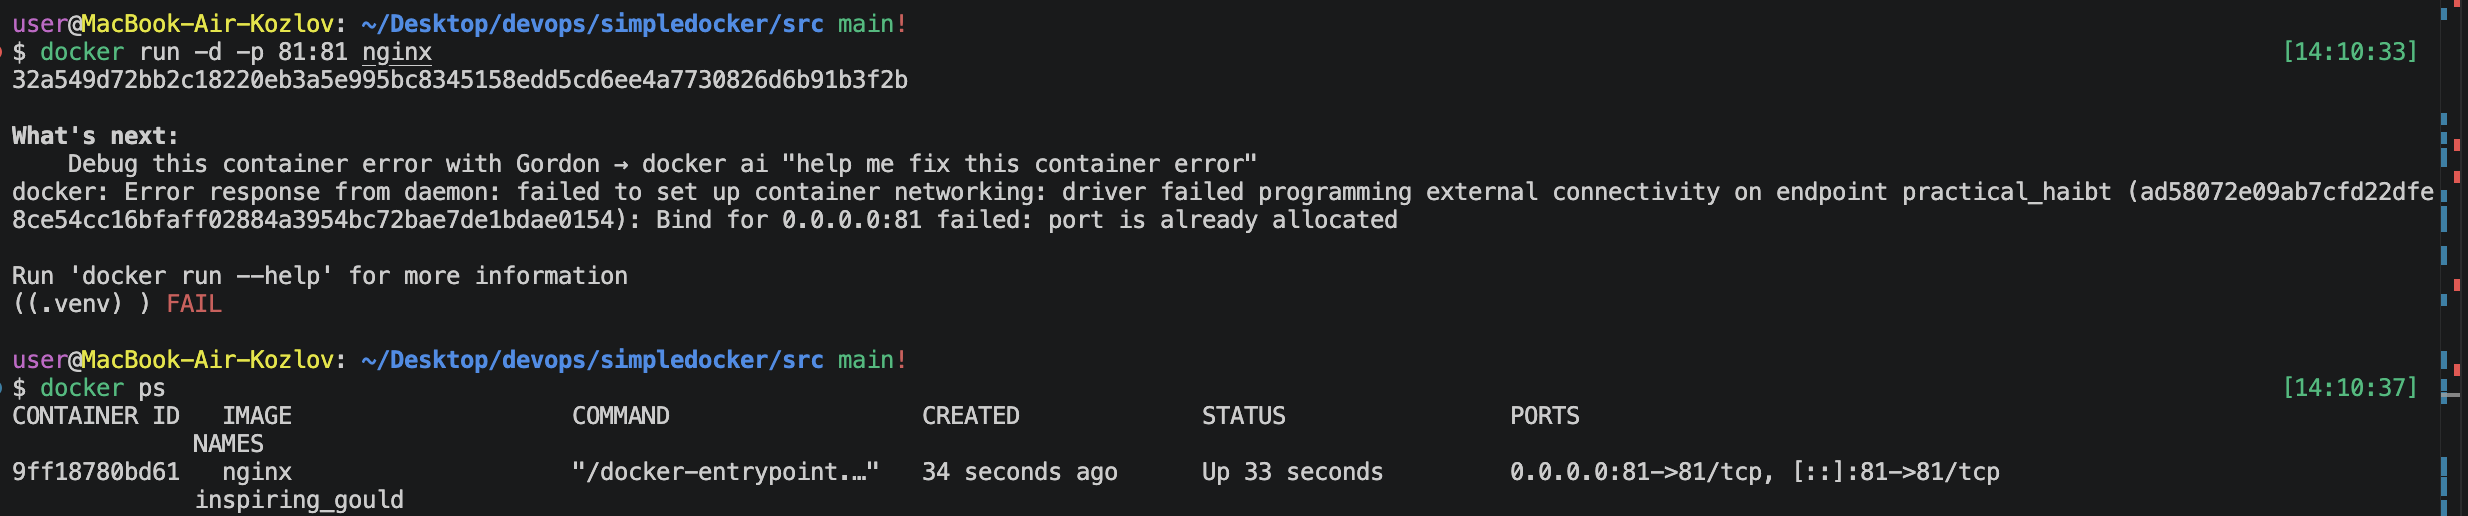 user@MacBook-Air-Kozlov: ~/Desktop/devops/simpledocker/src main!
$ docker run -d -p 81:81 nginx [14:10:33]
32a549d72bb2c18220eb3a5e995bc8345158edd5cd6ee4a7730826d6b91b3f2b
What's next:
Debug this container error with Gordon → docker ai "help me fix this container error"
docker: Error response from daemon: failed to set up container networking: driver failed programming external connectivity on endpoint practical_haibt (ad58072e09ab7cfd22dfe
8ce54cc16bfaff02884a3954bc72bae7de1bdae0154): Bind for 0.0.0.0:81 failed: port is already allocated
Run 'docker run --help' for more information
((.venv) ) FAIL
user@MacBook-Air-Kozlov: ~/Desktop/devops/simpledocker/src main!
$ docker ps [14:10:37]
CONTAINER ID IMAGE COMMAND CREATED STATUS PORTS
NAMES
9ff18780bd61 nginx "/docker-entrypoint.…" 34 seconds ago Up 33 seconds 0.0.0.0:81->81/tcp, [::]:81->81/tcp
inspiring_gould